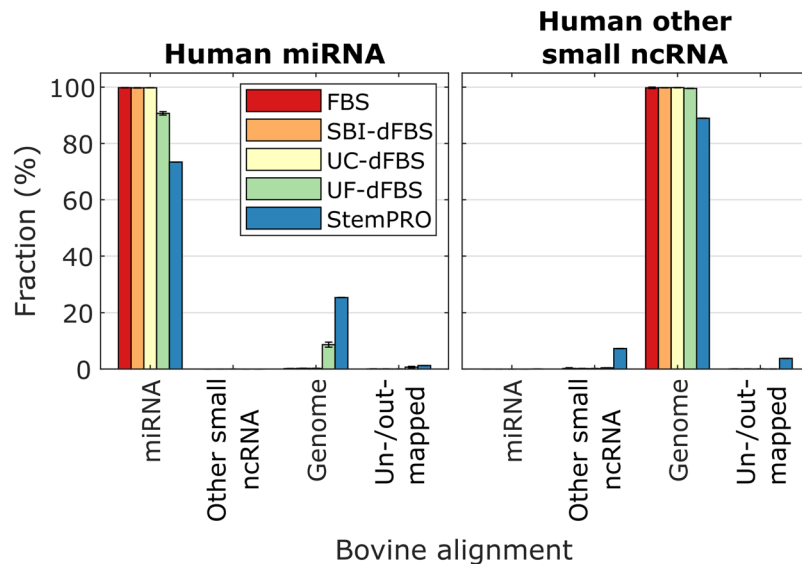 Human miRNA
Human other
small ncRNA
Fraction (%)
100
80
60
40
20
0
FBS
SBI-dFBS
UC-dFBS
UF-dFBS
StemPRO
miRNA
Other small
ncRNA
Genome
Un-/out-
mapped
miRNA
Other small
ncRNA
Genome
Un-/out-
mapped
Bovine alignment